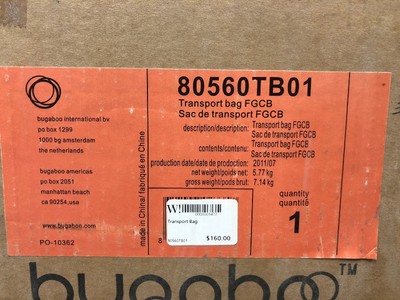 bugaboo international bv
po box 1299
1000 bg amsterdam
the netherlands
bugaboo americas
po box 2051
manhattan beach
ca 90254,usa
www.bugaboo.com
PO-10362
made in China/ fabriqué en Chine
80560TB01
Transport bag FGCB
Sac de transport FGCB
description/description: Transport bag FGCB
Sac de transport FGCB
contents/contenu: Transport bag FGCB
Sac de transport FGCB
production date/date de production: 2011/07
net weight/poids net: 5.77 kg
gross weight/poids brut: 7.14 kg
quantity
quantité
1
W!
Transport Bag
80560TB01
$160.00
8
bugaboo™